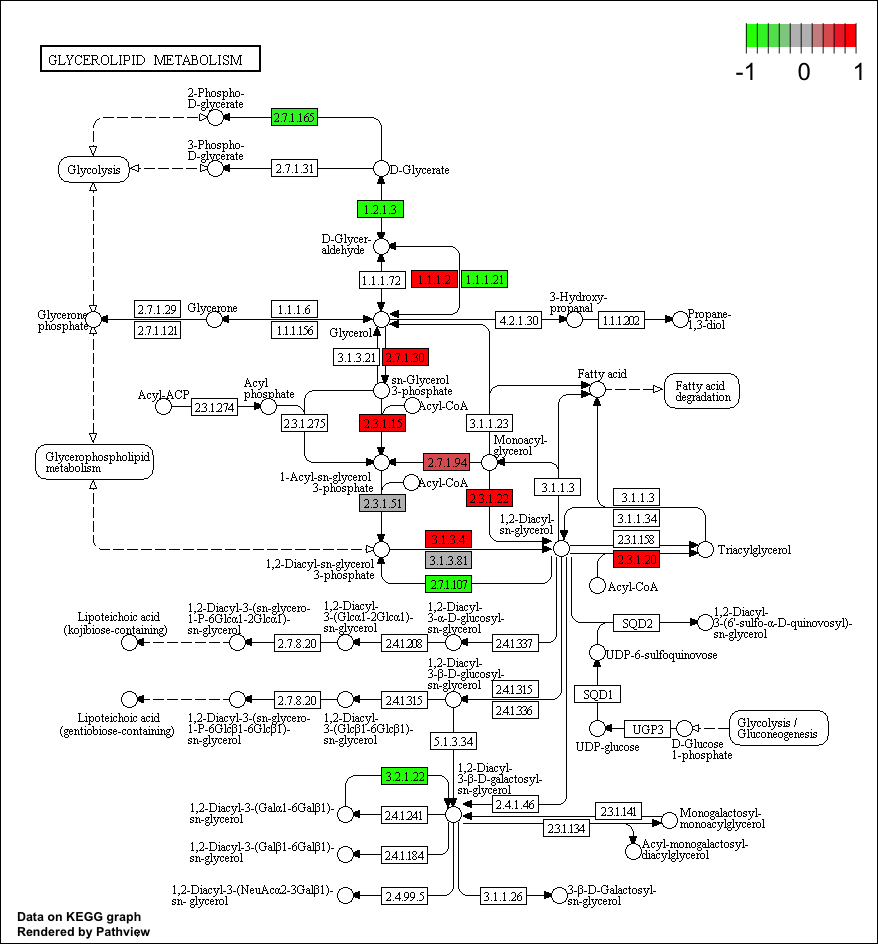 -1 0 1
GLYCEROLIPID METABOLISM
2-Phospho-
D-glycerate
2.7.1.165
3-Phospho-
D-glycerate
Glycolysis
2.7.1.31
D-Glycerate
1.2.1.3
D-Glycer-
aldehyde
1.1.1.72
1.1.1.2
1.1.1.21
Glycerone
phosphate
2.7.1.29
2.7.1.121
Glycerone
1.1.1.6
1.1.1.156
Glycerol
4.2.1.30
3-Hydroxy-
propanal
1.1.1.202
Propane-
1,3-diol
3.1.3.21
2.7.1.30
Acyl-ACP
2.3.1.274
Acyl
phosphate
2.3.1.275
sn-Glycerol
3-phosphate
Acyl-CoA
2.3.1.15
3.1.1.23
Fatty acid
Fatty acid
degradation
Glycerophospholipid
metabolism
1-Acyl-sn-glycerol
3-phosphate
2.7.1.94
Monoacyl-
glycerol
Acyl-CoA
2.3.1.51
2.3.1.22
3.1.1.3
3.1.1.3
3.1.1.34
2.3.1.158
2.3.1.20
1,2-Diacyl-
sn-glycerol
Triacylglycerol
Acyl-CoA
3.1.3.4
3.1.3.81
2.7.1.107
1,2-Diacyl-sn-glycerol
3-phosphate
Lipoteichoic acid
(kojibiose-containing)
1,2-Diacyl-3-(sn-glycero-
1-P-6Glcα1-2Glcα1)-
sn-glycerol
2.7.8.20
1,2-Diacyl-
3-(Glcα1-2Glcα1)-
sn-glycerol
2.4.1.208
1,2-Diacyl-
3-α-D-glucosyl-
sn-glycerol
2.4.1.337
SQD2
1,2-Diacyl-
3-(6'-sulfo-α-D-quinovosyl)-
sn-glycerol
UDP-6-sulfoquinovose
SQD1
Lipoteichoic acid
(gentiobiose-containing)
1,2-Diacyl-3-(sn-glycero-
1-P-6Glcβ1-6Glcβ1)-
sn-glycerol
2.7.8.20
1,2-Diacyl-
3-(Glcβ1-6Glcβ1)-
sn-glycerol
2.4.1.315
1,2-Diacyl-
3-β-D-glucosyl-
sn-glycerol
2.4.1.315
2.4.1.336
UDP-glucose
UGP3
D-Glucose
1-phosphate
Glycolysis /
Gluconeogenesis
5.1.3.34
3.2.1.22
1,2-Diacyl-
3-β-D-galactosyl-
sn-glycerol
2.4.1.46
1,2-Diacyl-3-(Galα1-6Galβ1)-
sn-glycerol
2.4.1.241
2.3.1.141
2.3.1.134
Monogalactosyl-
monoacylglycerol
Acyl-monogalactosyl-
diacylglycerol
1,2-Diacyl-3-(Galβ1-6Galβ1)-
sn-glycerol
2.4.1.184
1,2-Diacyl-3-(NeuAcα2-3Galβ1)-
sn- glycerol
2.4.99.5
3.1.1.26
3-β-D-Galactosyl-
sn-glycerol
Data on KEGG graph
Rendered by Pathview